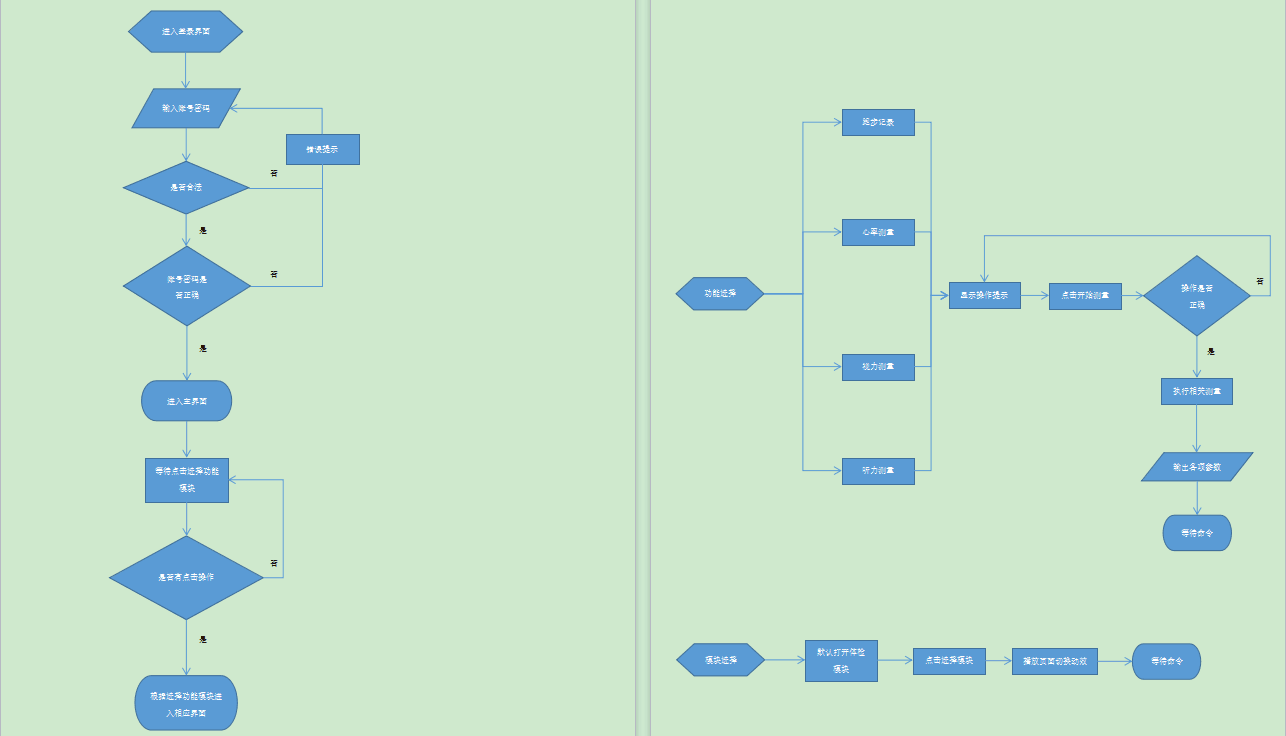 进入登录界面
输入账号密码
错误提示
否
是否合法
是
否
账号密码是
否正确
是
进入主界面
等待点击选择功能
模块
否
是否有点击操作
是
根据选择功能模块进
入相应界面
跑步记录
心率测量
功能选择
显示操作提示
点击开始测量
操作是否
正确
否
是
视力测量
执行相关测量
听力测量
输出各项参数
等待命令
模块选择
默认打开体检
模块
点击选择模块
播放页面切换动效
等待命令